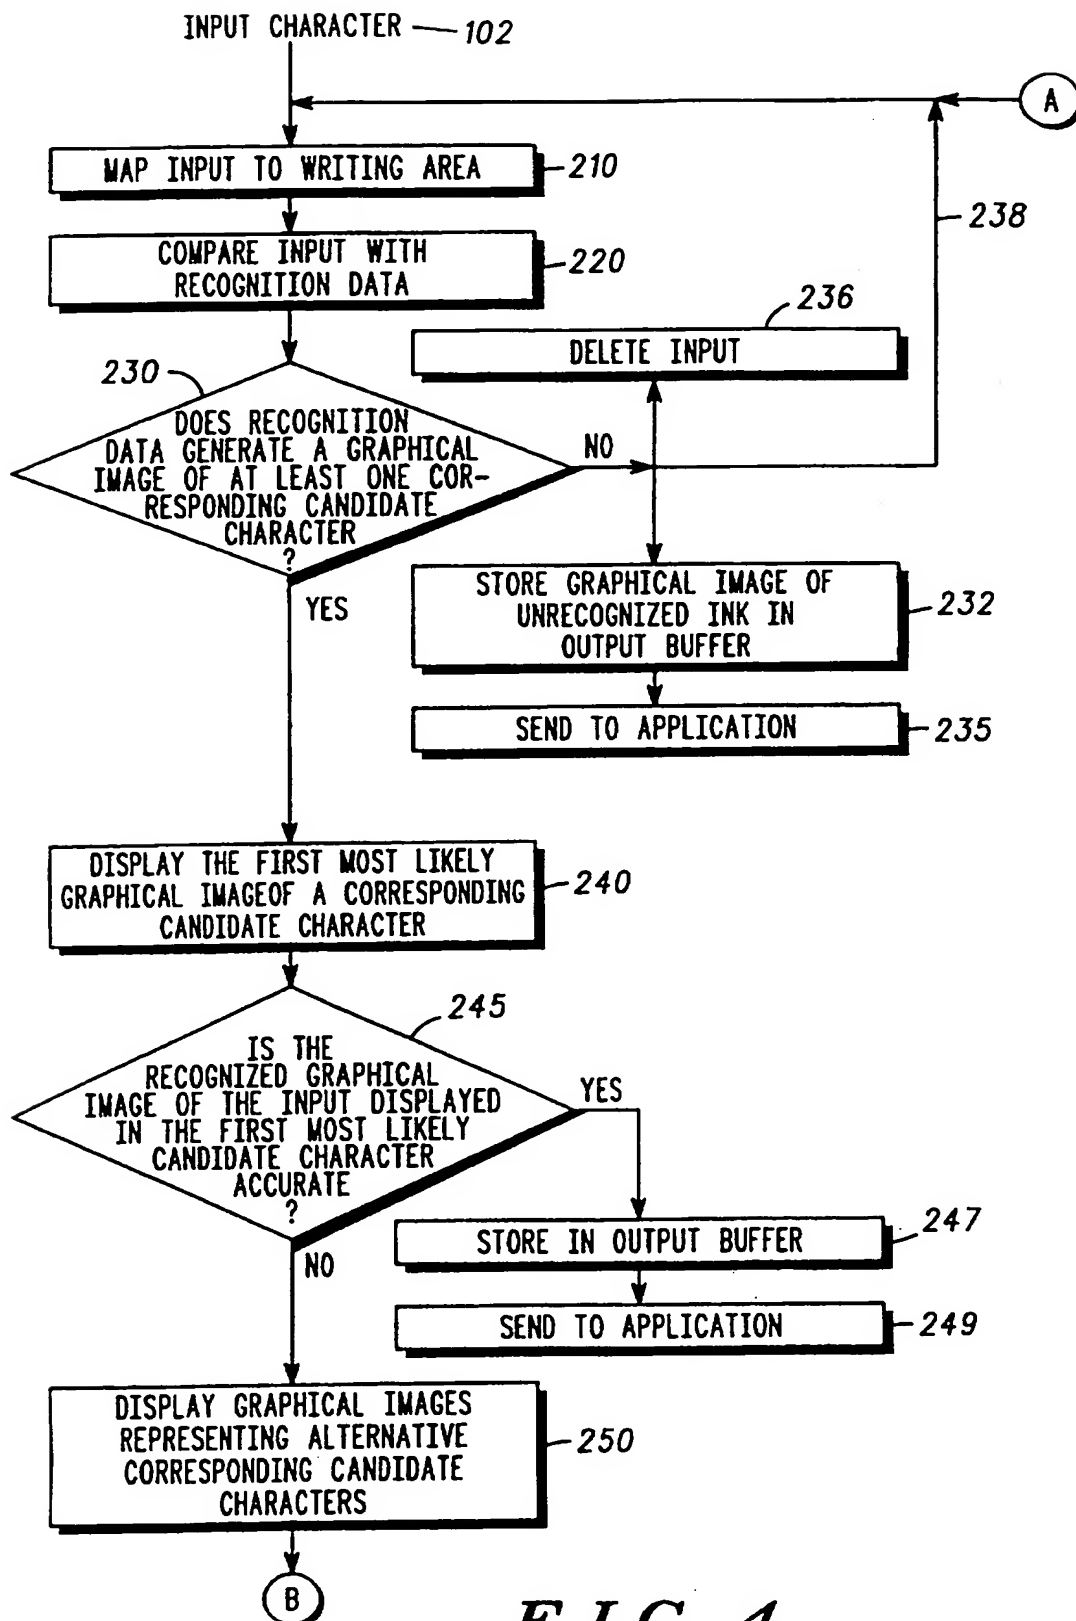 INPUT CHARACTER
102
A
MAP INPUT TO WRITING AREA
210
238
COMPARE INPUT WITH
RECOGNITION DATA
220
236
DELETE INPUT
230
DOES RECOGNITION
DATA GENERATE A GRAPHICAL
IMAGE OF AT LEAST ONE COR-
RESPONDING CANDIDATE
CHARACTER
?
NO
YES
STORE GRAPHICAL IMAGE OF
UNRECOGNIZED INK IN
OUTPUT BUFFER
232
SEND TO APPLICATION
235
DISPLAY THE FIRST MOST LIKELY
GRAPHICAL IMAGEOF A CORRESPONDING
CANDIDATE CHARACTER
240
245
IS THE
RECOGNIZED GRAPHICAL
IMAGE OF THE INPUT DISPLAYED
IN THE FIRST MOST LIKELY
CANDIDATE CHARACTER
ACCURATE
?
YES
NO
STORE IN OUTPUT BUFFER
247
SEND TO APPLICATION
249
DISPLAY GRAPHICAL IMAGES
REPRESENTING ALTERNATIVE
CORRESPONDING CANDIDATE
CHARACTERS
250
B
FIG. 4